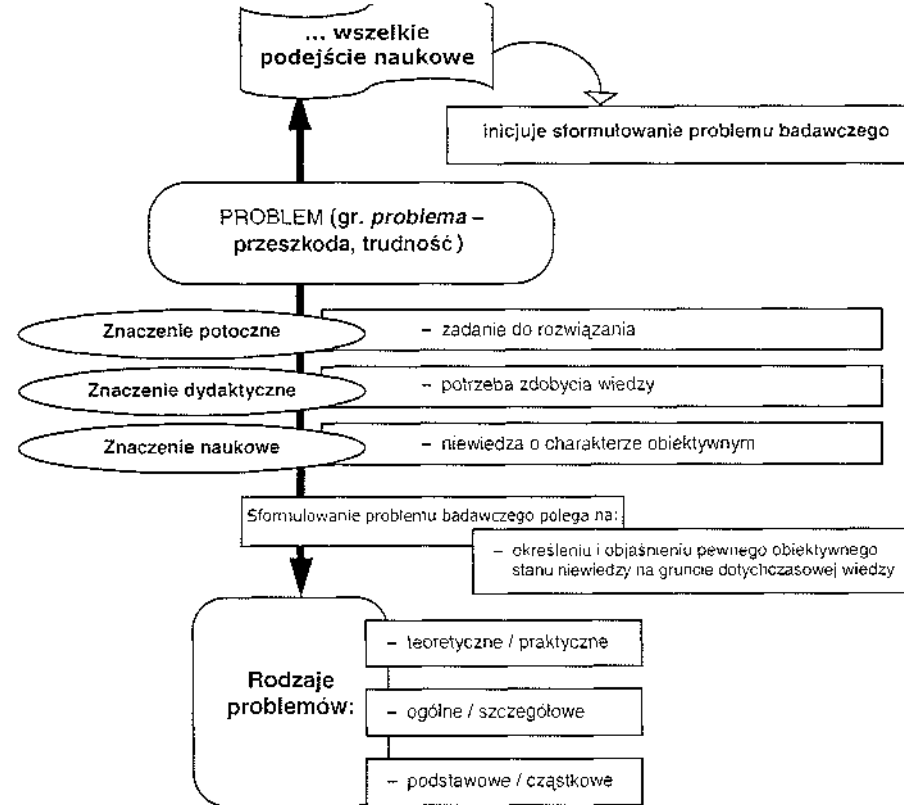 ... wszelkie
podejście naukowe
inicjuje sformułowanie problemu badawczego
PROBLEM (gr. problema –
przeszkoda, trudność)
Znaczenie potoczne
– zadanie do rozwiązania
Znaczenie dydaktyczne
– potrzeba zdobycia wiedzy
Znaczenie naukowe
– niewiedza o charakterze obiektywnym
Sformułowanie problemu badawczego polega na:
– określeniu i objaśnieniu pewnego obiektywnego
stanu niewiedzy na gruncie dotychczasowej wiedzy
Rodzaje
problemów:
– teoretyczne / praktyczne
– ogólne / szczegółowe
– podstawowe / cząstkowe